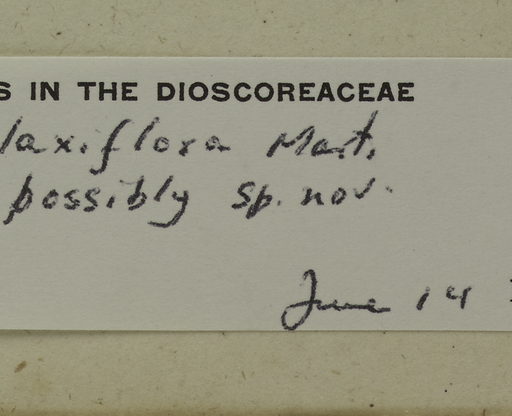 S IN THE DIOSCOREACEAE
laxiflora Mart.
possibly sp. nov.
June 14